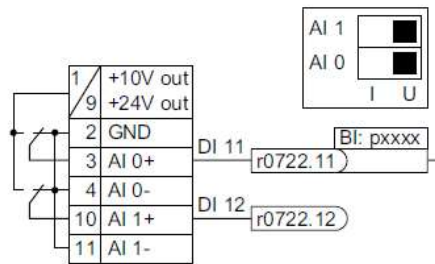 AI 1
AI 0
I U
1 +10V out
9 +24V out
2 GND
3 AI 0+
4 AI 0-
10 AI 1+
11 AI 1-
DI 11
r0722.11
BI: pxxxx
DI 12
r0722.12